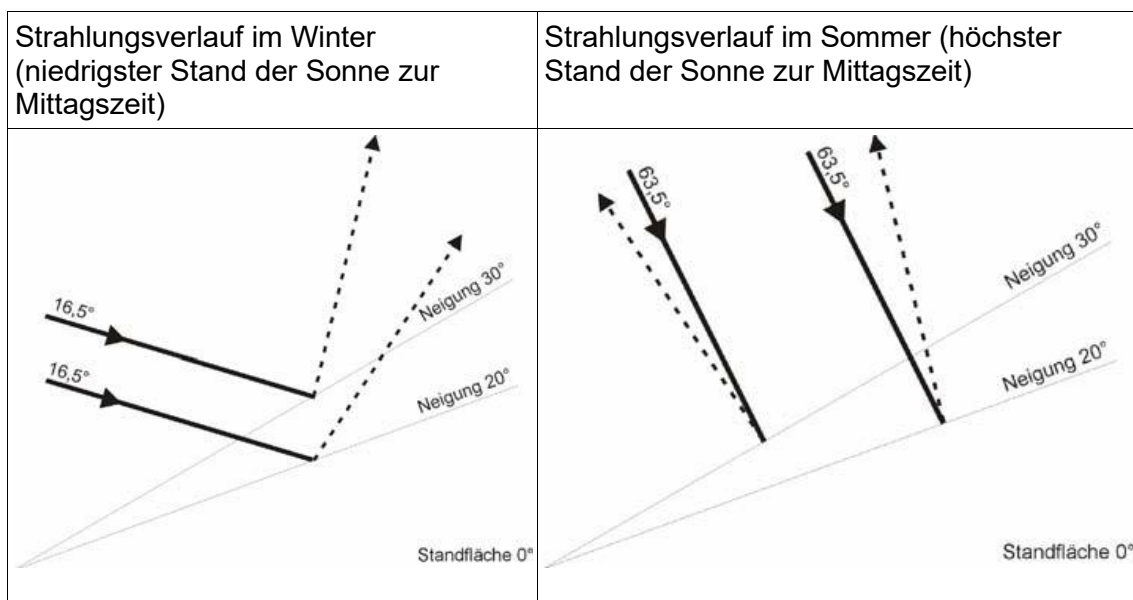 Strahlungsverlauf im Winter
(niedrigster Stand der Sonne zur
Mittagszeit)
Strahlungsverlauf im Sommer (höchster
Stand der Sonne zur Mittagszeit)
16,5°
16,5°
Neigung 30°
Neigung 20°
Standfläche 0°
63,5°
63,5°
Neigung 30°
Neigung 20°
Standfläche 0°